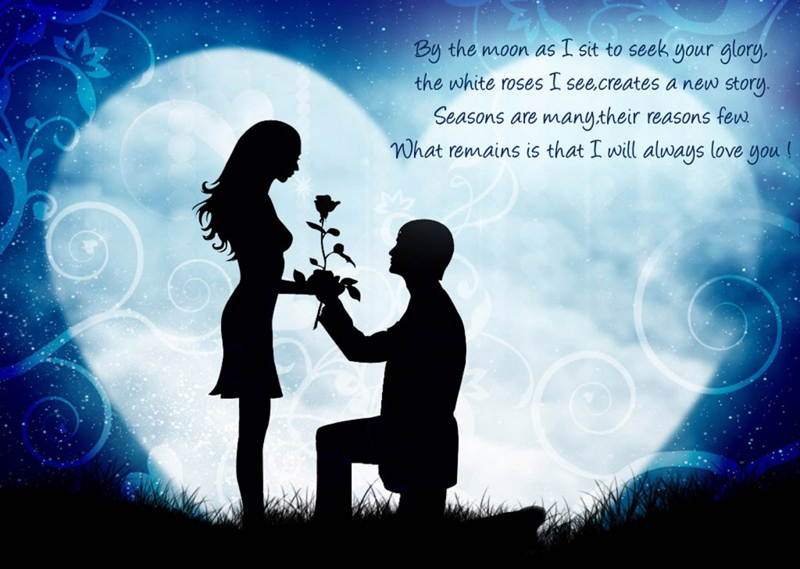 By the moon as I sit to seek your glory,
the white roses I see,creates a new story.
Seasons are many,their reasons few.
What remains is that I will always love you !